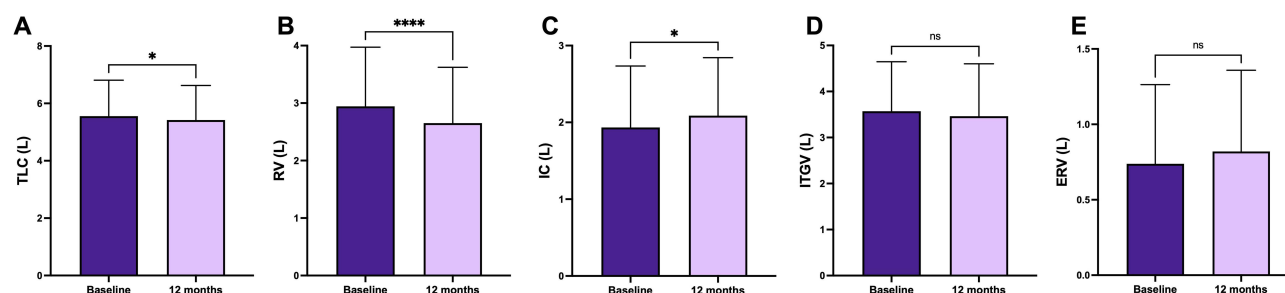 A
TLC (L)
8
6
4
2
0
*
Baseline
12 months
B
RV (L)
4
3
2
1
0
****
Baseline
12 months
C
IC (L)
3
2
1
0
*
Baseline
12 months
D
ITGV (L)
5
4
3
2
1
0
ns
Baseline
12 months
E
ERV (L)
1.5
1.0
0.5
0.0
ns
Baseline
12 months